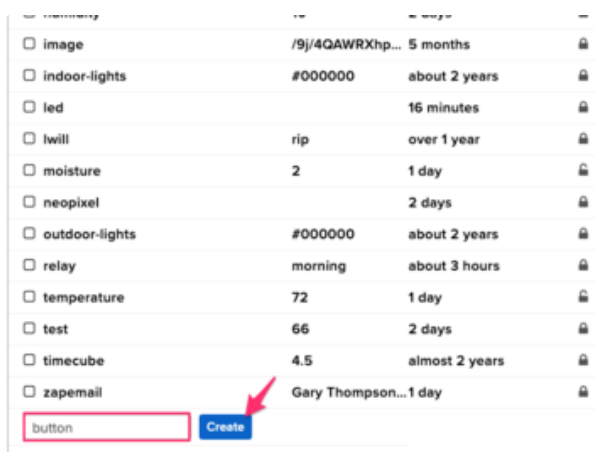 image /9j/4QAWRXhp... 5 months
indoor-lights #000000 about 2 years
led 16 minutes
lwill rip over 1 year
moisture 2 1 day
neopixel 2 days
outdoor-lights #000000 about 2 years
relay morning about 3 hours
temperature 72 1 day
test 66 2 days
timecube 4.5 almost 2 years
zapemail Gary Thompson... 1 day
button Create